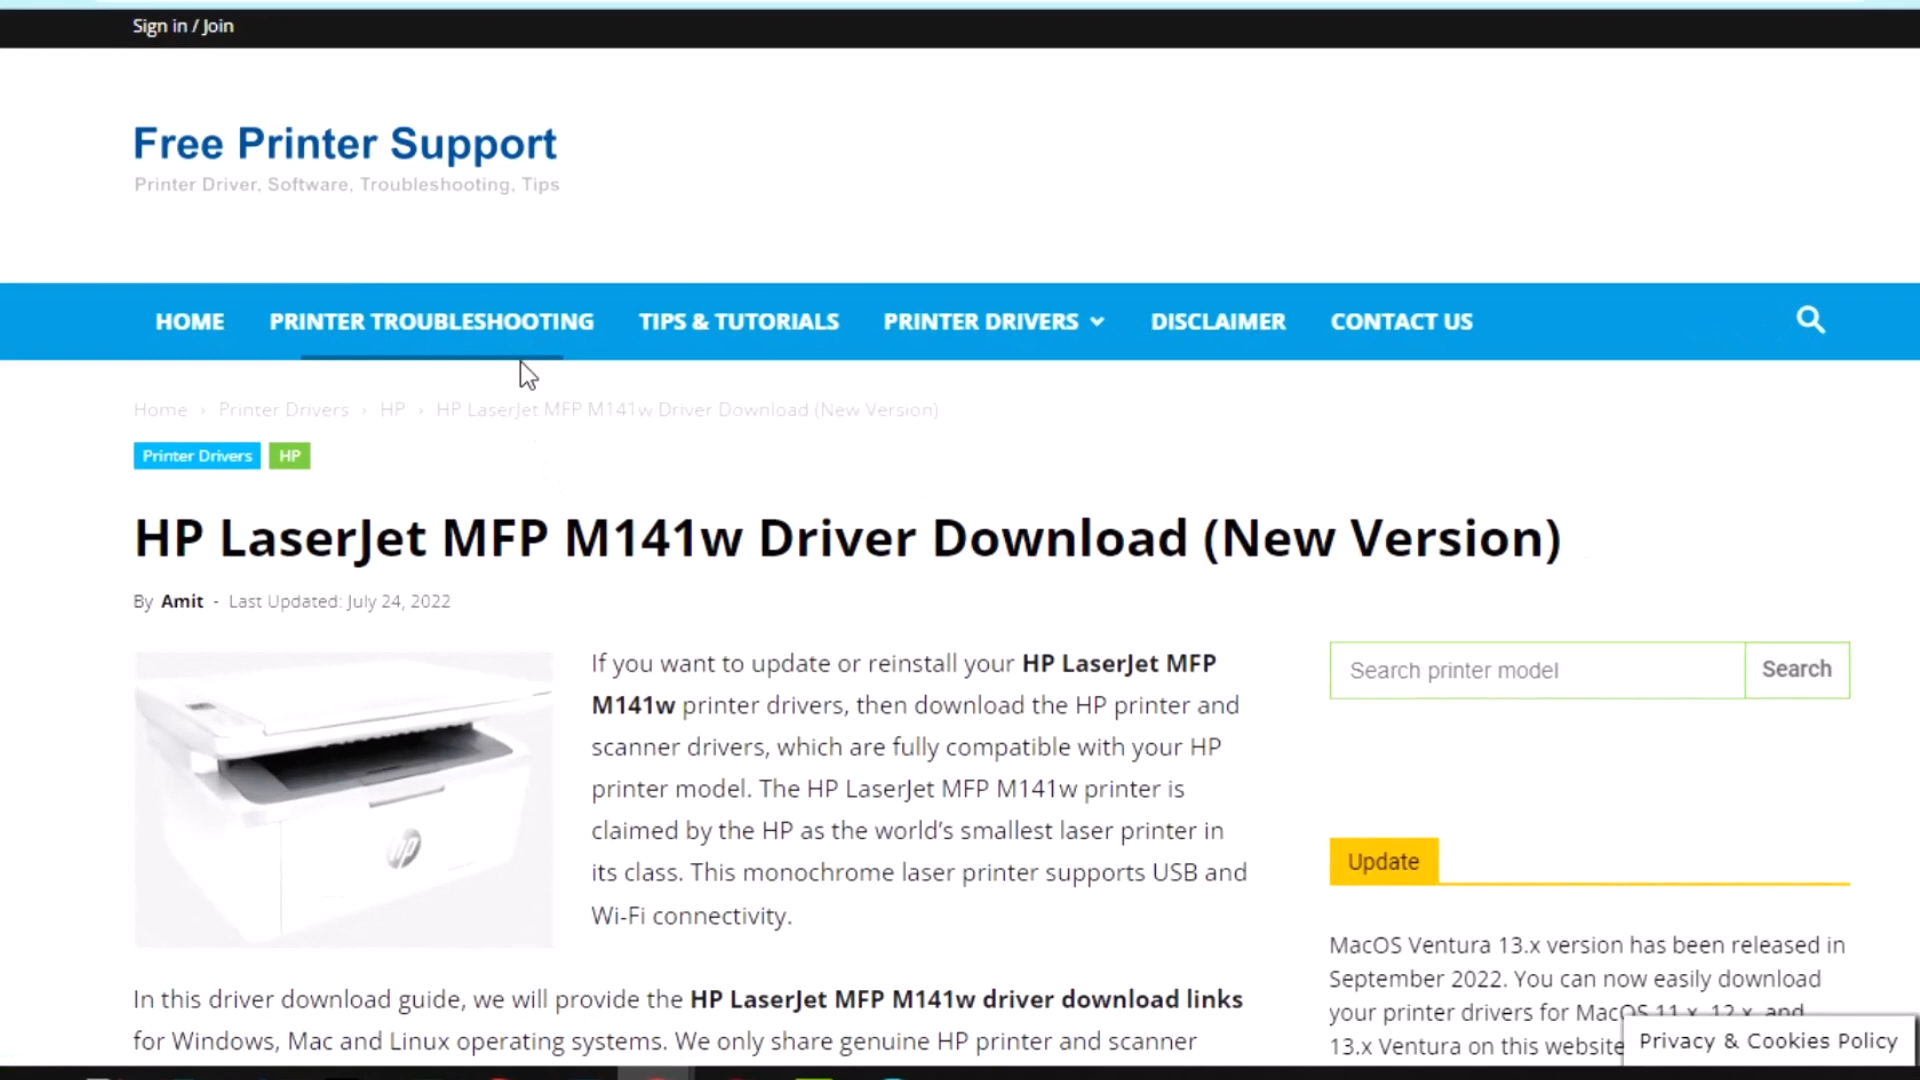 Sign in / Join
Free Printer Support
Printer Driver, Software, Troubleshooting, Tips
HOME PRINTER TROUBLESHOOTING TIPS & TUTORIALS PRINTER DRIVERS DISCLAIMER CONTACT US
Home › Printer Drivers › HP › HP LaserJet MFP M141w Driver Download (New Version)
Printer Drivers HP
HP LaserJet MFP M141w Driver Download (New Version)
By Amit - Last Updated: July 24, 2022
If you want to update or reinstall your HP LaserJet MFP
M141w printer drivers, then download the HP printer and
scanner drivers, which are fully compatible with your HP
printer model. The HP LaserJet MFP M141w printer is
claimed by the HP as the world's smallest laser printer in
its class. This monochrome laser printer supports USB and
Wi-Fi connectivity.
hp
In this driver download guide, we will provide the HP LaserJet MFP M141w driver download links
for Windows, Mac and Linux operating systems. We only share genuine HP printer and scanner
Search printer model Search
Update
MacOS Ventura 13.x version has been released in
September 2022. You can now easily download
your printer drivers for MacOS 11.x, 12.x, and
13.x Ventura on this website
Privacy & Cookies Policy